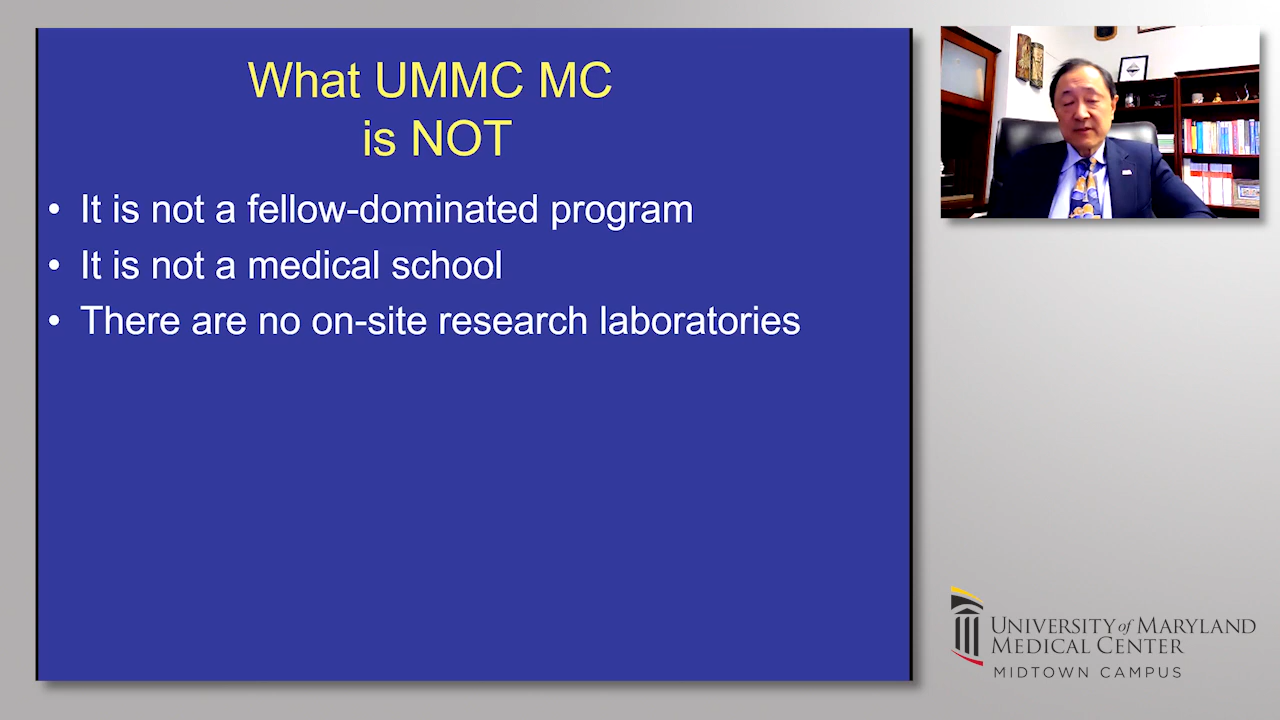 What UMMC MC
is NOT
• It is not a fellow-dominated program
• It is not a medical school
• There are no on-site research laboratories
UNIVERSITY of MARYLAND
MEDICAL CENTER
MIDTOWN CAMPUS